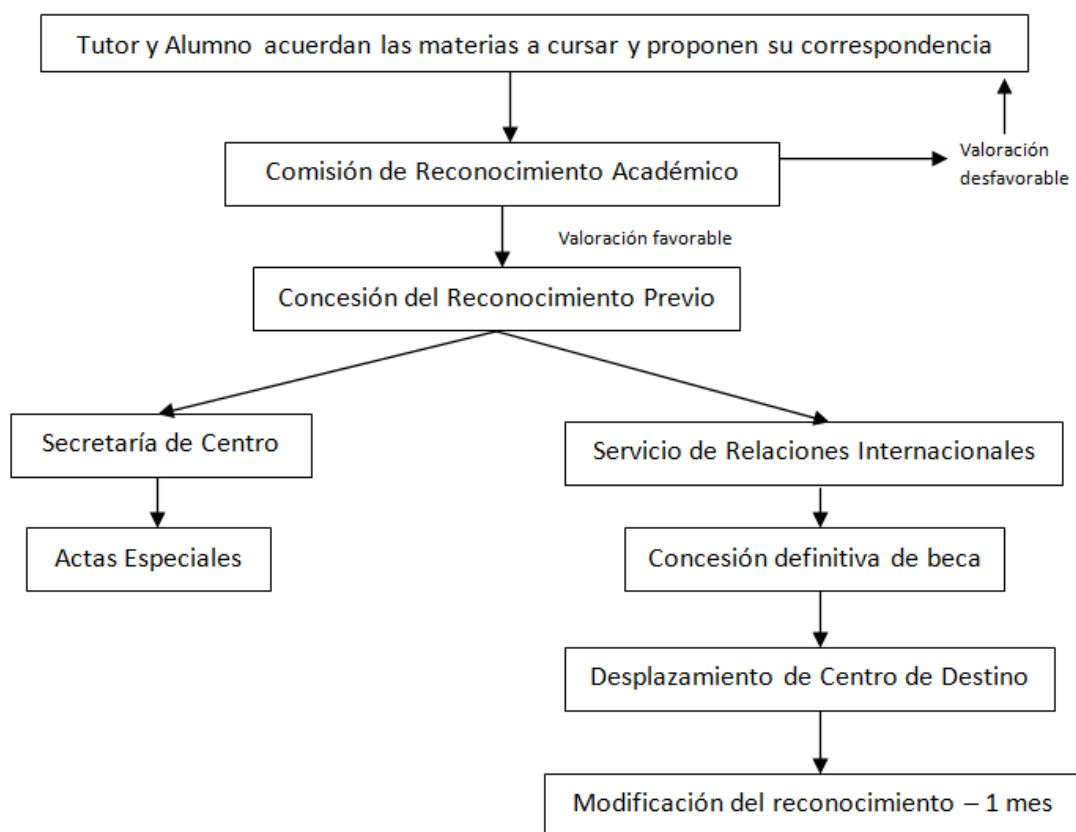 Tutor y Alumno acuerdan las materias a cursar y proponen su correspondencia
Comisión de Reconocimiento Académico
Valoración
desfavorable
Valoración favorable
Concesión del Reconocimiento Previo
Secretaría de Centro
Servicio de Relaciones Internacionales
Actas Especiales
Concesión definitiva de beca
Desplazamiento de Centro de Destino
Modificación del reconocimiento – 1 mes